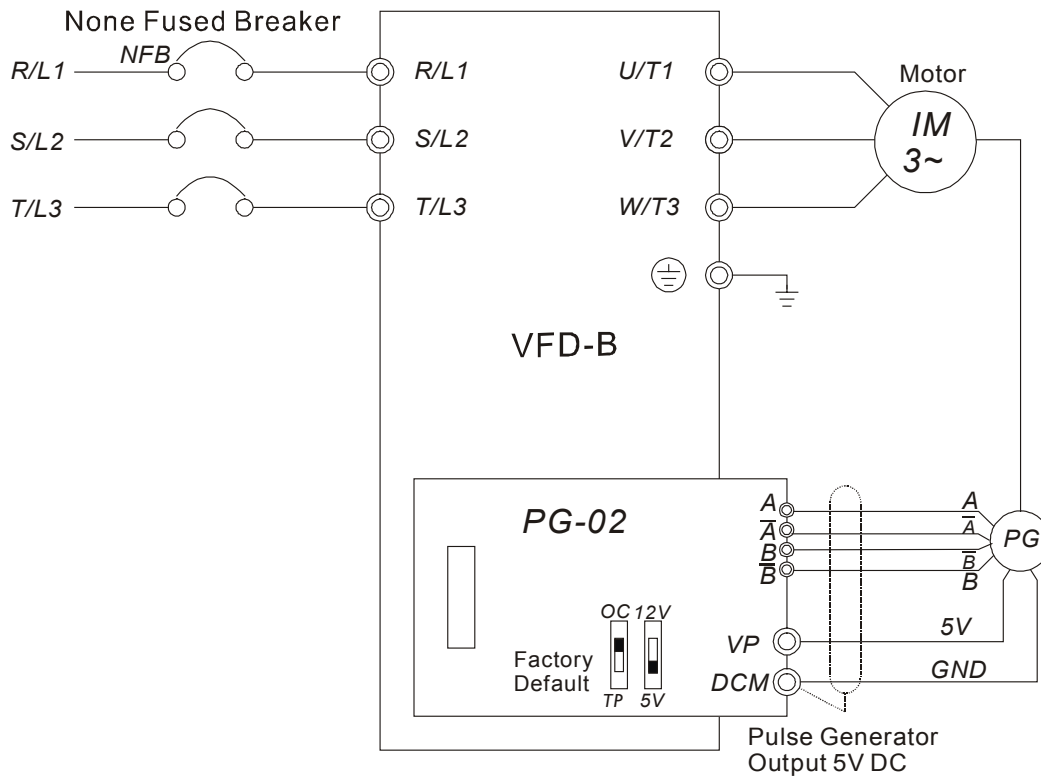 None Fused Breaker
NFB
R/L1
R/L1
U/T1
Motor
S/L2
S/L2
V/T2
IM
3~
T/L3
T/L3
W/T3
VFD-B
PG-02
A
A̅
B
B̅
A
A̅
B̅
B
PG
OC 12V
Factory
Default
TP 5V
VP
5V
DCM
GND
Pulse Generator
Output 5V DC